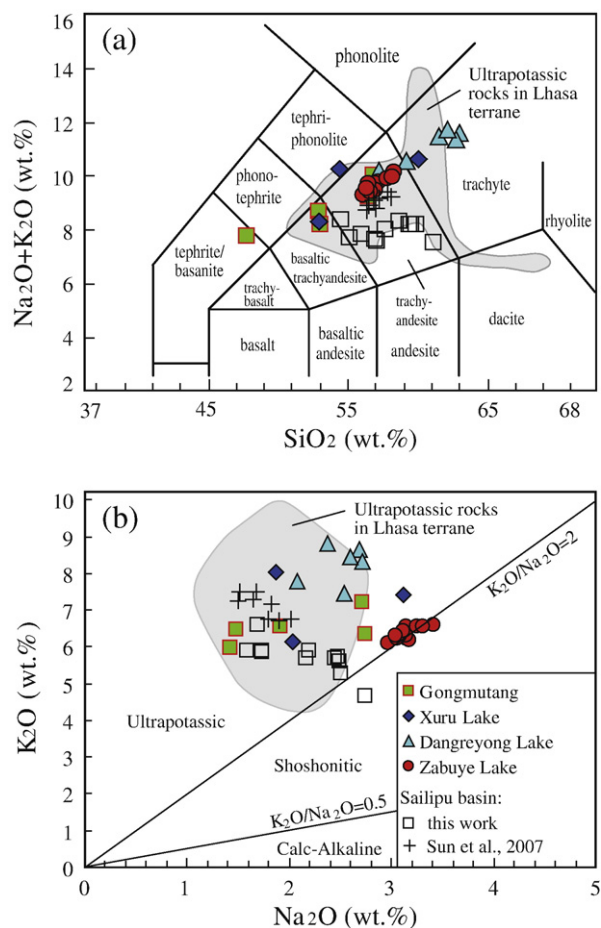 16
14
12
10
8
6
4
2
Na2O+K2O (wt.%)
(a)
phonolite
Ultrapotassic
rocks in Lhasa
terrane
tephri-
phonolite
phono-
tephrite
trachyte
rhyolite
tephrite/
basanite
basaltic
trachyandesite
trachy-
basalt
trachy-
andesite
basalt
basaltic
andesite
andesite
dacite
37
45
55
65
68
SiO2 (wt.%)
10
9
8
7
6
5
4
3
2
1
0
K2O (wt.%)
(b)
Ultrapotassic rocks
in Lhasa terrane
K2O/Na2O=2
Ultrapotassic
Shoshonitic
K2O/Na2O=0.5
Calc-Alkaline
Gongmutang
Xuru Lake
Dangreyong Lake
Zabuye Lake
Sailipu basin:
this work
Sun et al., 2007
0
1
2
3
4
5
Na2O (wt.%)